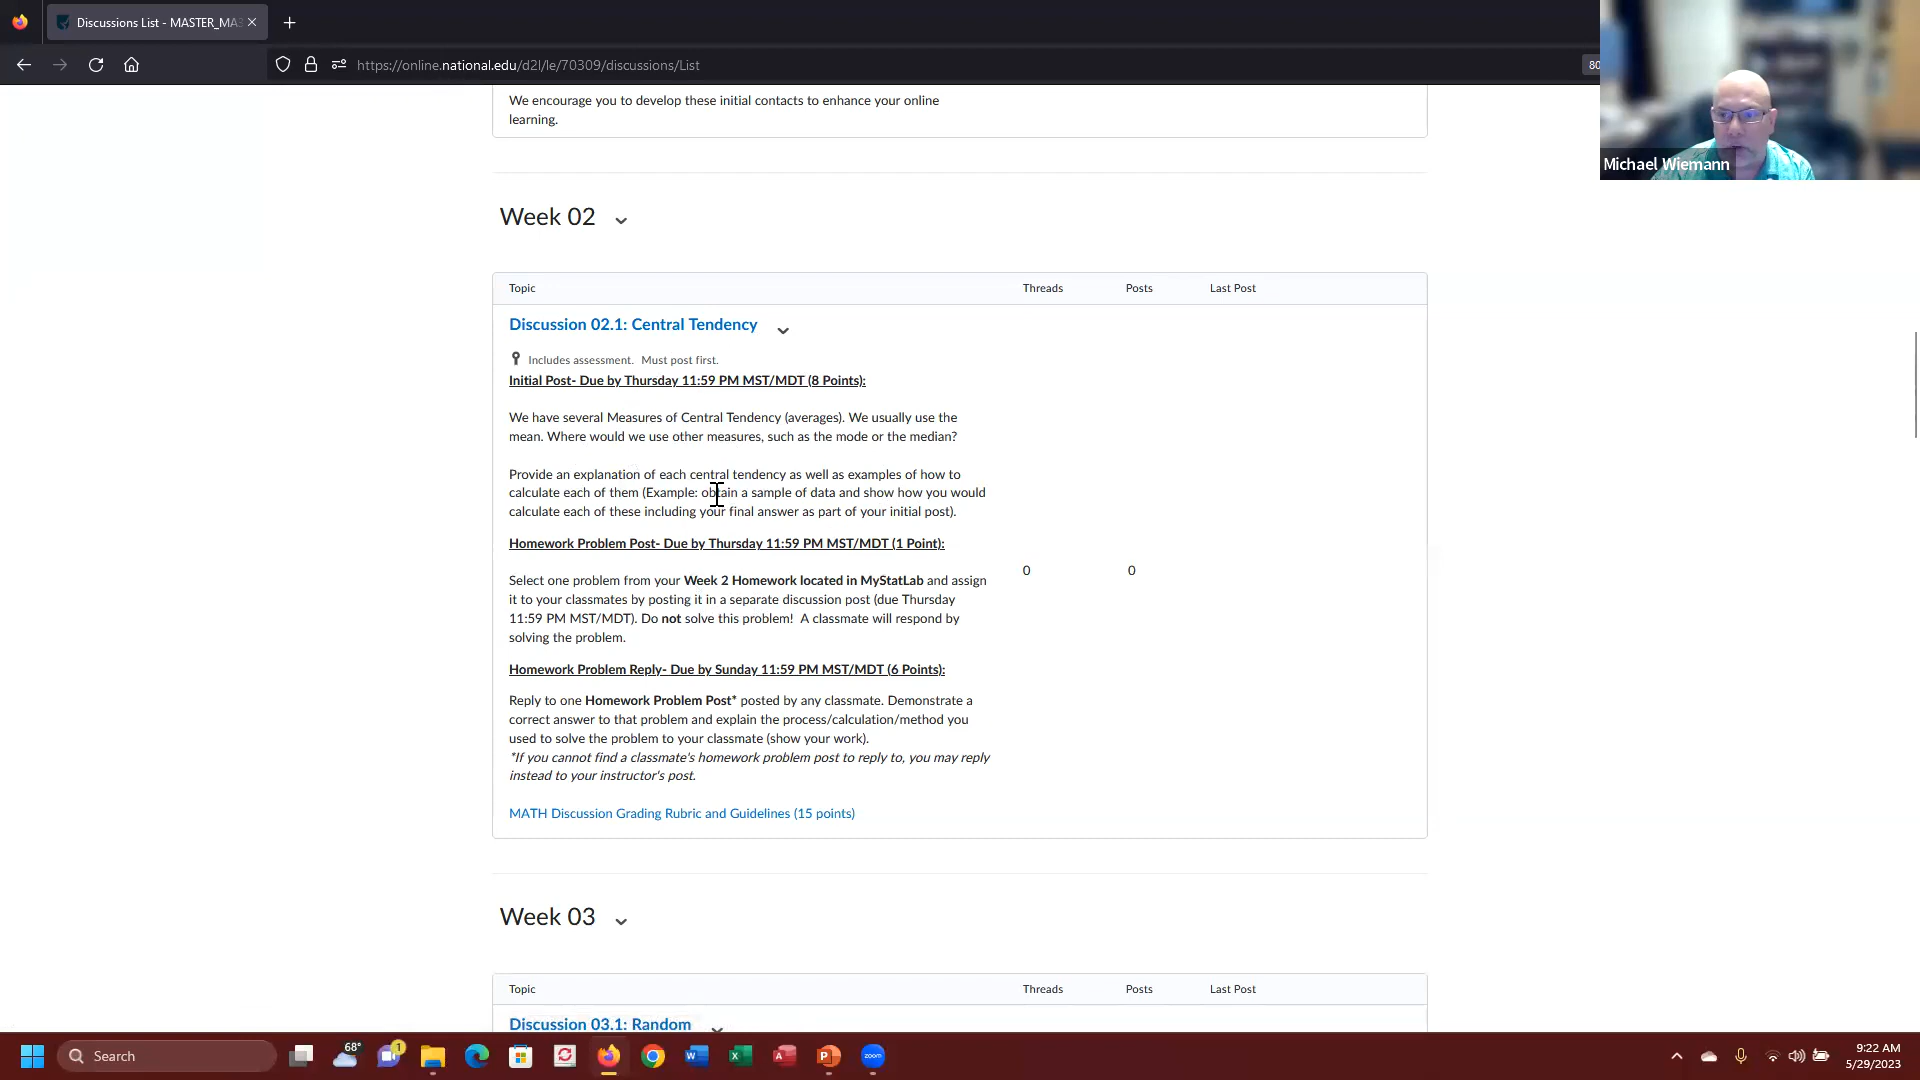 Discussions List - MASTER_MA
https://online.national.edu/d2l/le/70309/discussions/List
80
Michael Wiemann
We encourage you to develop these initial contacts to enhance your online
learning.
Week 02
Topic Threads Posts Last Post
Discussion 02.1: Central Tendency
Includes assessment. Must post first.
Initial Post- Due by Thursday 11:59 PM MST/MDT (8 Points):
We have several Measures of Central Tendency (averages). We usually use the
mean. Where would we use other measures, such as the mode or the median?
Provide an explanation of each central tendency as well as examples of how to
calculate each of them (Example: obtain a sample of data and show how you would
calculate each of these including your final answer as part of your initial post).
Homework Problem Post- Due by Thursday 11:59 PM MST/MDT (1 Point):
0 0
Select one problem from your Week 2 Homework located in MyStatLab and assign
it to your classmates by posting it in a separate discussion post (due Thursday
11:59 PM MST/MDT). Do not solve this problem! A classmate will respond by
solving the problem.
Homework Problem Reply- Due by Sunday 11:59 PM MST/MDT (6 Points):
Reply to one Homework Problem Post* posted by any classmate. Demonstrate a
correct answer to that problem and explain the process/calculation/method you
used to solve the problem to your classmate (show your work).
*If you cannot find a classmate's homework problem post to reply to, you may reply
instead to your instructor's post.
MATH Discussion Grading Rubric and Guidelines (15 points)
Week 03
Topic Threads Posts Last Post
Discussion 03.1: Random
Search
68°
1
zoom
9:22 AM
5/29/2023